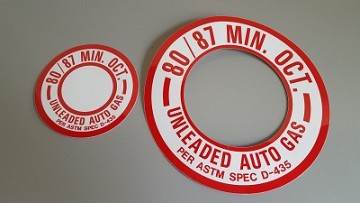 80/87 MIN. OCT.
UNLEADED AUTO GAS
PER ASTM SPEC D-435
80/87 MIN. OCT.
UNLEADED AUTO GAS
PER ASTM SPEC D-435